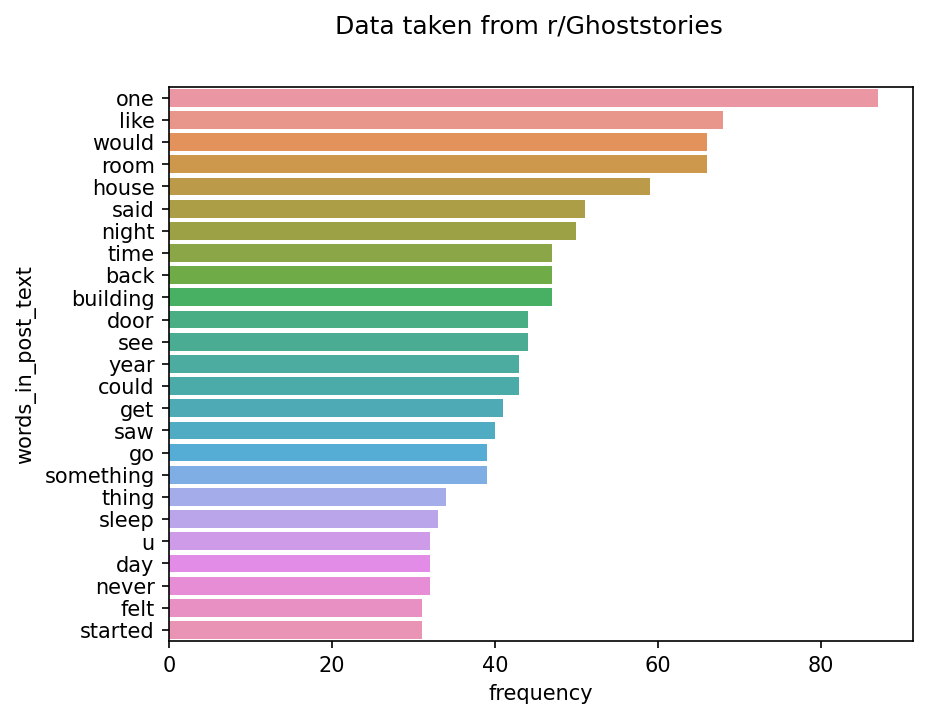 Data taken from r/Ghoststories
one
like
would
room
house
said
night
time
back
building
door
see
year
could
get
saw
go
something
thing
sleep
u
day
never
felt
started
words_in_post_text
0 20 40 60 80
frequency